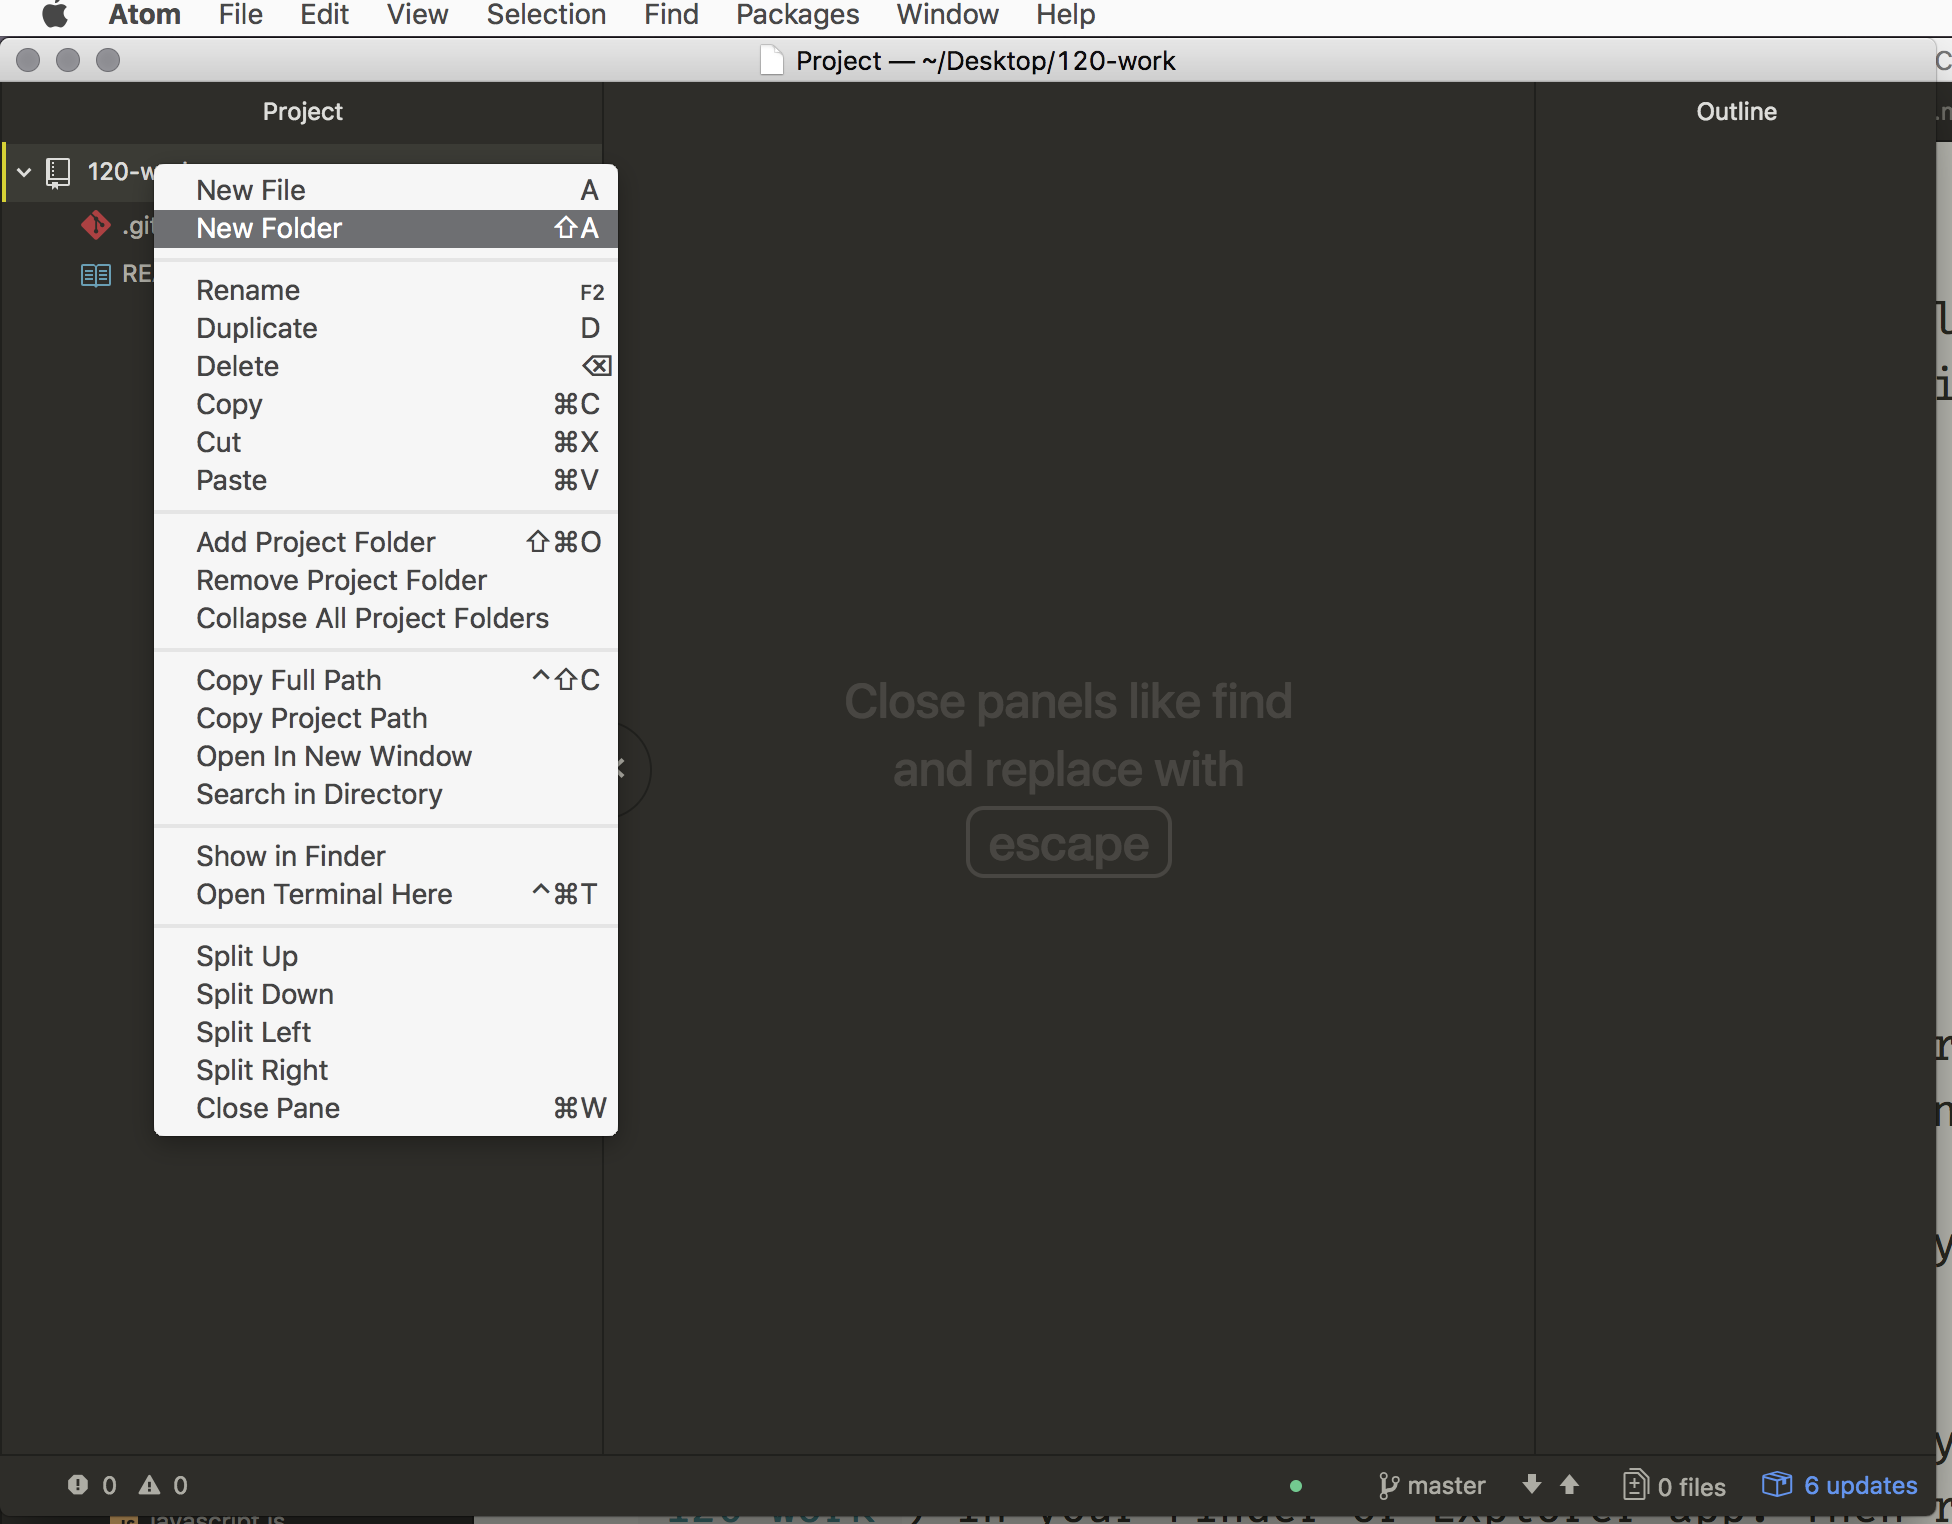 Atom File Edit View Selection Find Packages Window Help
Project — ~/Desktop/120-work
Project
Outline
New File A
New Folder ⇧A
Rename F2
Duplicate D
Delete ⌫
Copy ⌘C
Cut ⌘X
Paste ⌘V
Add Project Folder ⇧⌘O
Remove Project Folder
Collapse All Project Folders
Copy Full Path ^⇧C
Copy Project Path
Open In New Window
Search in Directory
Show in Finder
Open Terminal Here ^⌘T
Split Up
Split Down
Split Left
Split Right
Close Pane ⌘W
Close panels like find
and replace with
escape
0 0 master 0 files 6 updates